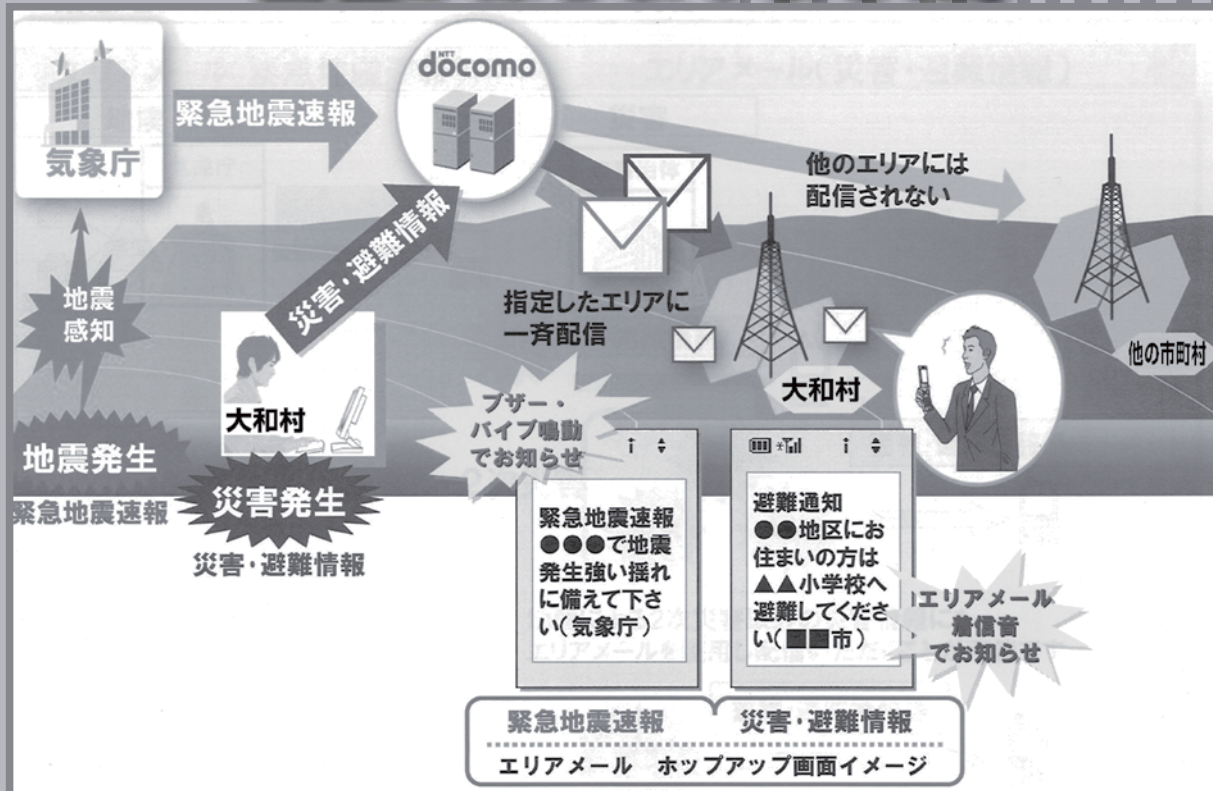 気象庁
緊急地震速報
NTT
döcomo
災害・避難情報
他のエリアには
配信されない
地震
感知
指定したエリアに
一斉配信
大和村
大和村
他の市町村
地震発生
緊急地震速報
災害発生
災害・避難情報
ブザー・
バイブ鳴動
でお知らせ
緊急地震速報
●●●で地震
発生強い揺れ
に備えて下さ
い(気象庁)
避難通知
●●地区にお
住まいの方は
▲▲小学校へ
避難してくださ
い(■■市)
エリアメール
着信音
でお知らせ
緊急地震速報
災害・避難情報
エリアメール　ホップアップ画面イメージ